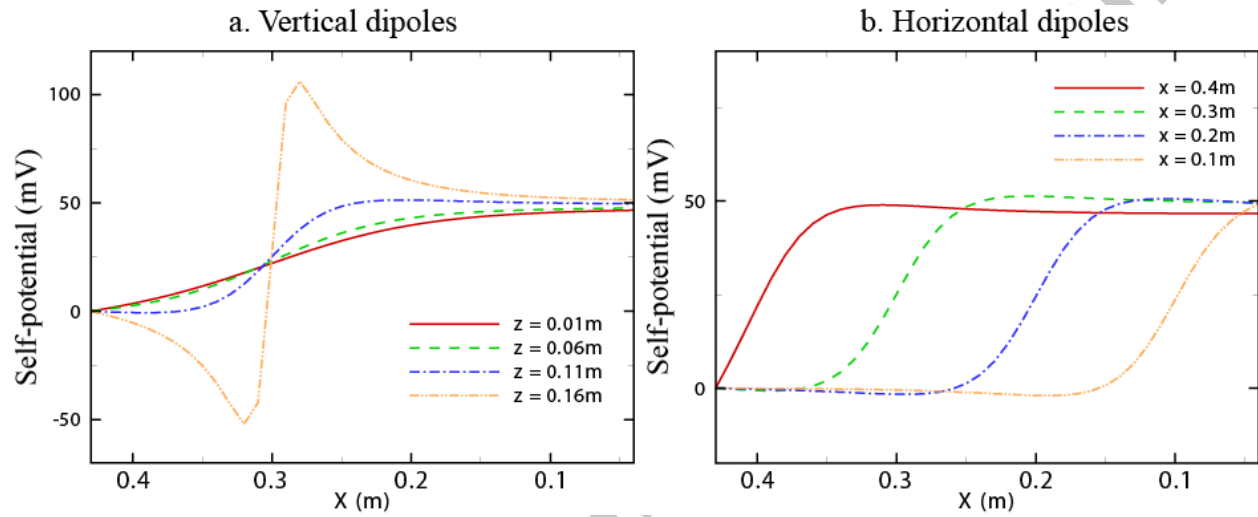 a. Vertical dipoles
100
50
0
-50
Self-potential (mV)
0.4
0.3
0.2
0.1
X (m)
z = 0.01m
z = 0.06m
z = 0.11m
z = 0.16m
b. Horizontal dipoles
50
0
Self-potential (mV)
0.4
0.3
0.2
0.1
X (m)
x = 0.4m
x = 0.3m
x = 0.2m
x = 0.1m